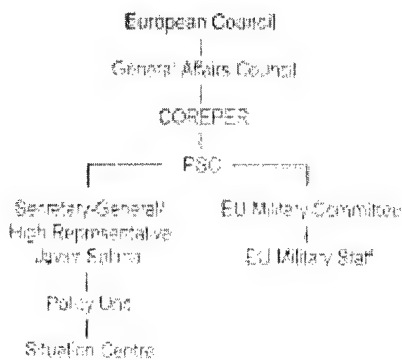 European Council
General Affairs Council
COREPER
PSC
Secretary-General/
High Representative
Javier Solana
EU Military Committee
EU Military Staff
Policy Unit
Situation Centre